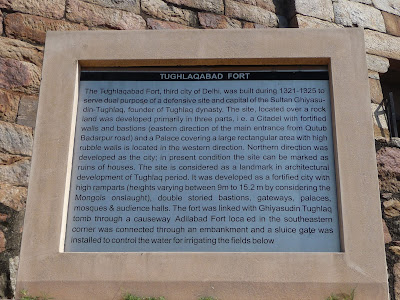 TUGHLAQABAD FORT
The Tughlaqabad Fort, third city of Delhi, was built during 1321-1325 to
serve dual purpose of a defensive site and capital of the Sultan Ghiyasu-
din-Tughlaq, founder of Tughlaq dynasty. The site, located over a rock
land was developed primarily in three parts, i.e. a Citadel with fortified
walls and bastions (eastern direction of the main entrance from Qutub
Badarpur road) and a Palace covering a large rectangular area with high
rubble walls is located in the western direction. Northern direction was
developed as the city; in present condition the site can be marked as
ruins of houses. The site is considered as a landmark in architectural
development of Tughlaq period. It was developed as a fortified city with
high ramparts (heights varying between 9m to 15.2 m by considering the
Mongols onslaught), double storied bastions, gateways, palaces,
mosques & audience halls. The fort was linked with Ghiyasudin Tughlaq
tomb through a causeway. Adilabad Fort loca ed in the southeastern
corner was connected through an embankment and a sluice gate was
installed to control the water for irrigating the fields below.